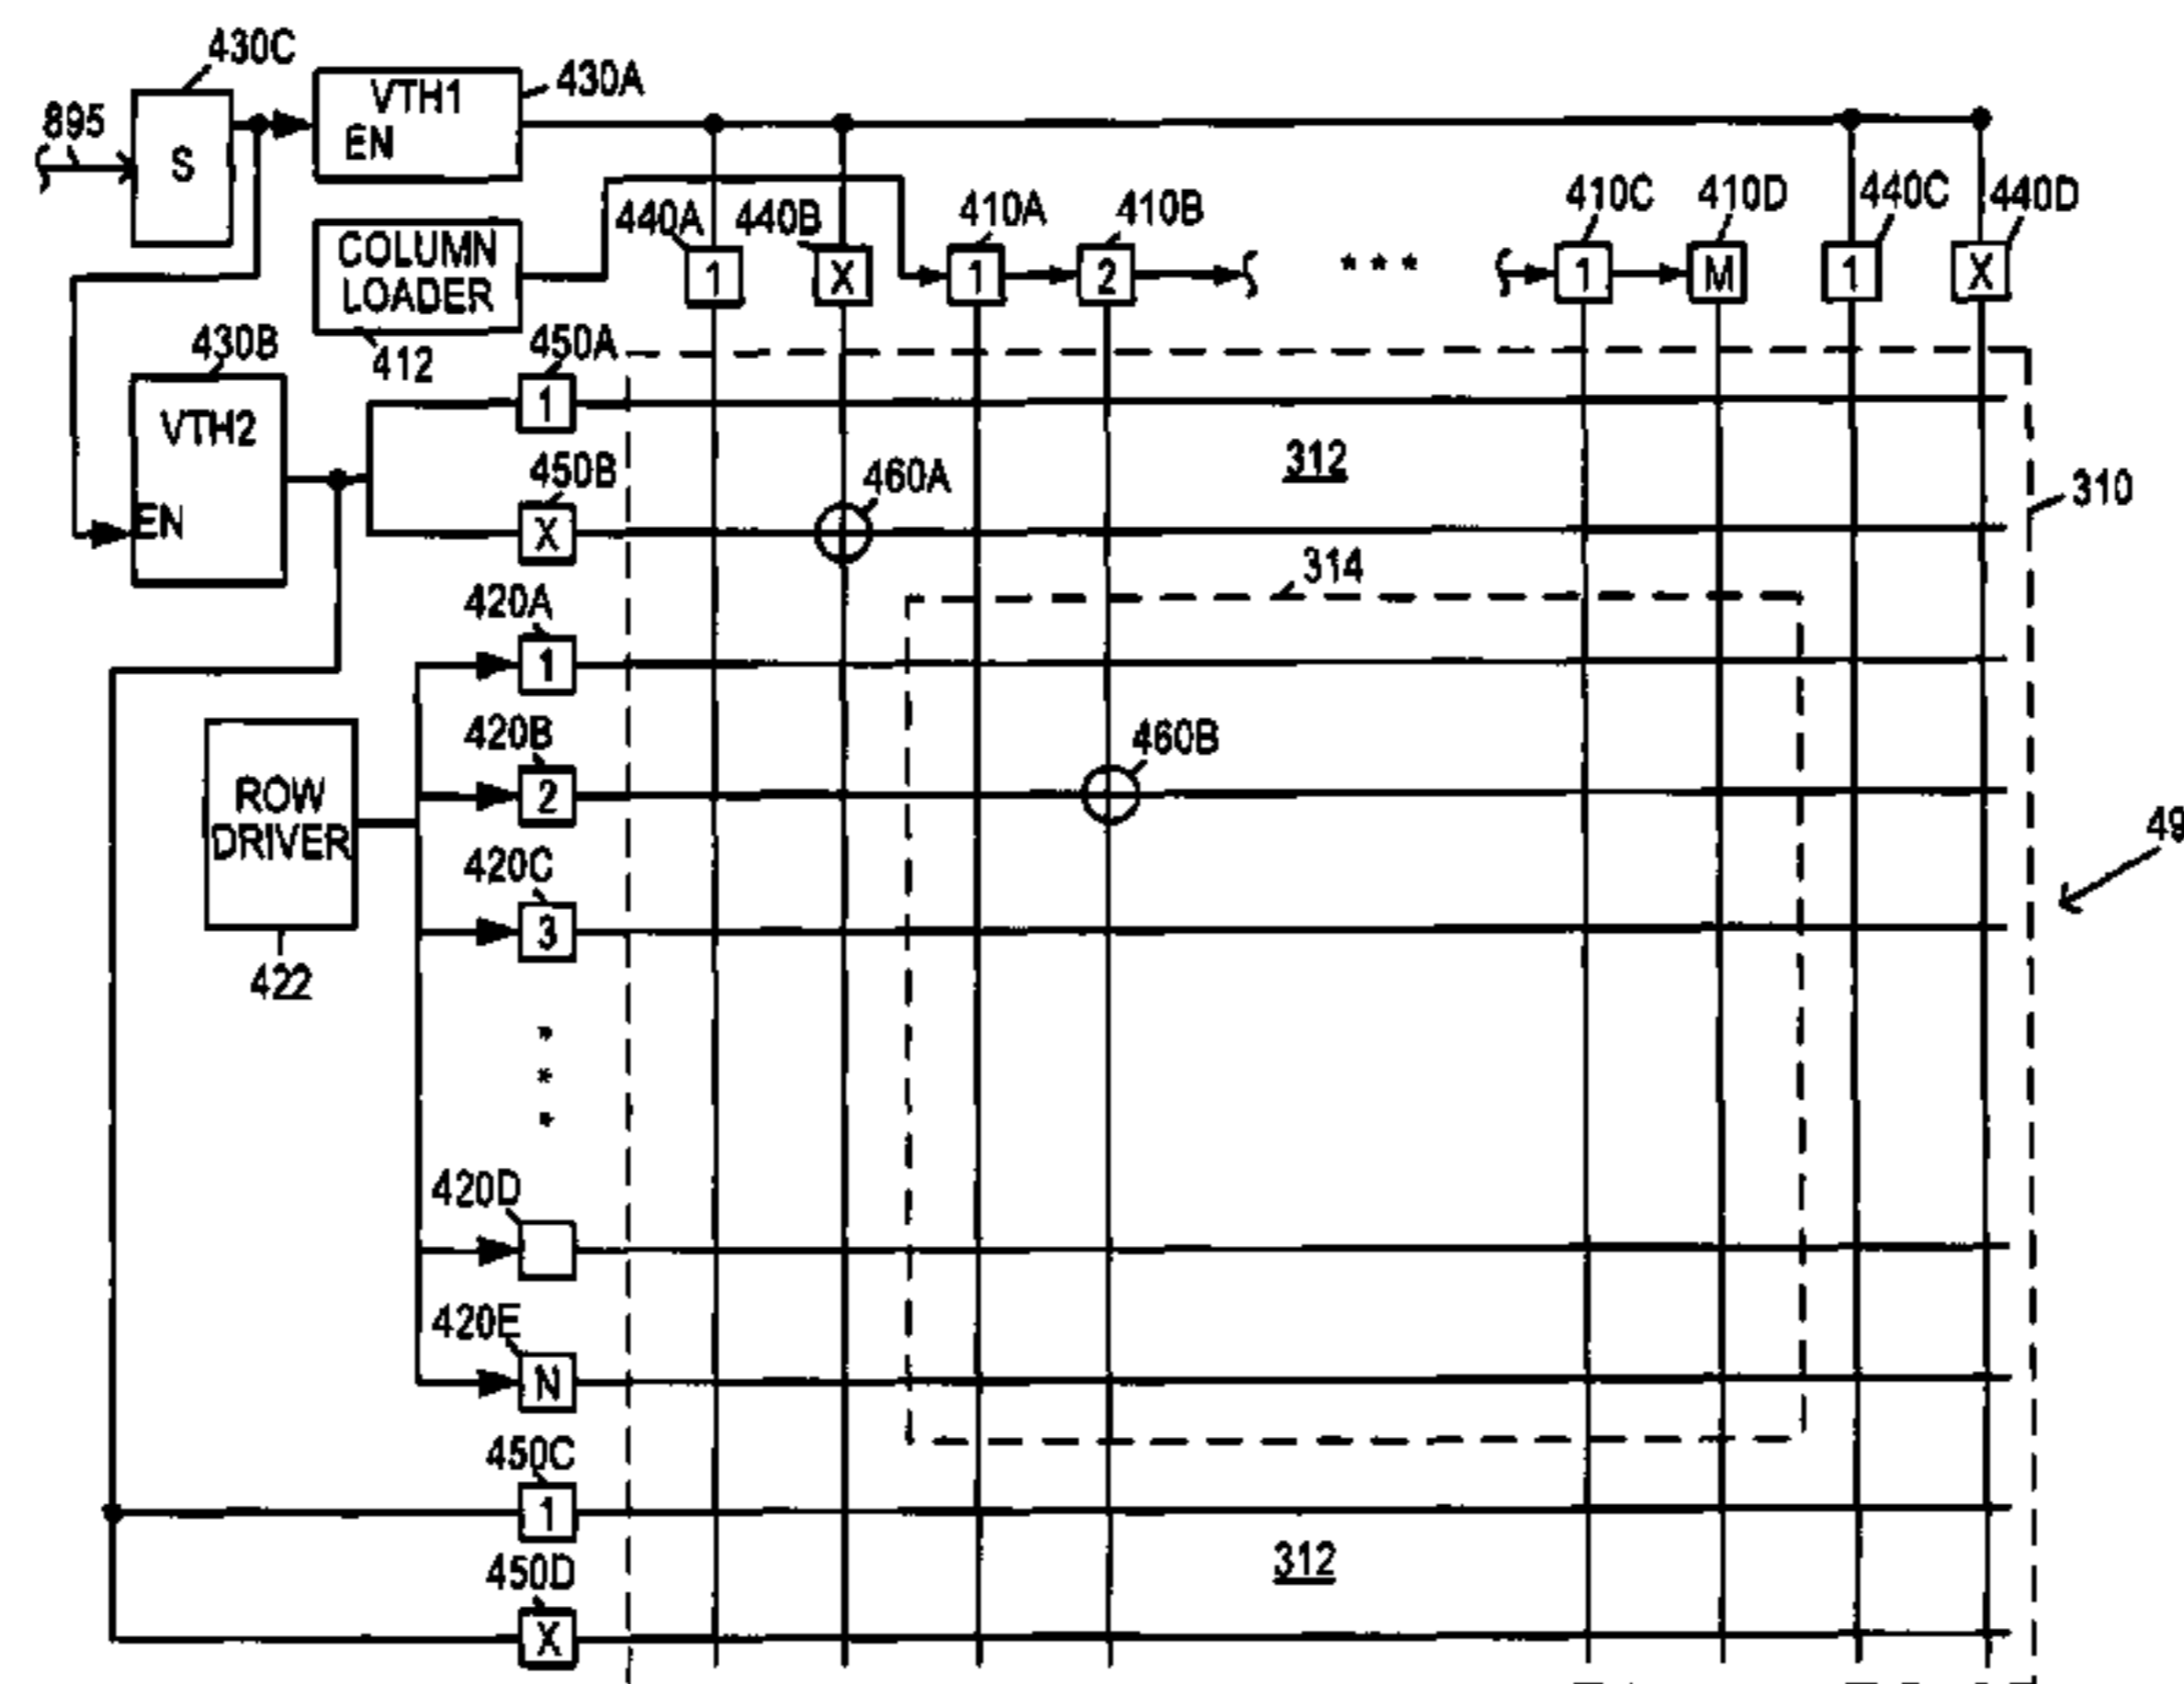 430C
VTH1
430A
895
S
EN
440A
440B
410A
410B
410C
410D
440C
440D
COLUMN
LOADER
1
X
1
2
* * *
1
M
1
X
430B
412
450A
1
VTH2
312
450B
460A
310
EN
X
314
420A
1
420B
460B
ROW
DRIVER
2
49
420C
3
422
*
*
*
420D
420E
N
450C
1
450D
312
X